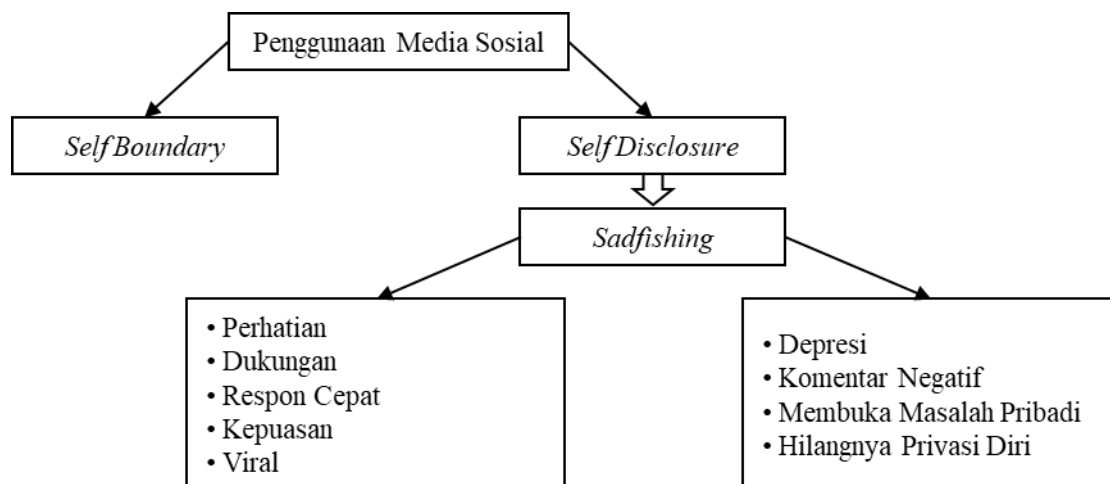 Penggunaan Media Sosial
Self Boundary
Self Disclosure
Sadfishing
• Perhatian
• Dukungan
• Respon Cepat
• Kepuasan
• Viral
• Depresi
• Komentar Negatif
• Membuka Masalah Pribadi
• Hilangnya Privasi Diri